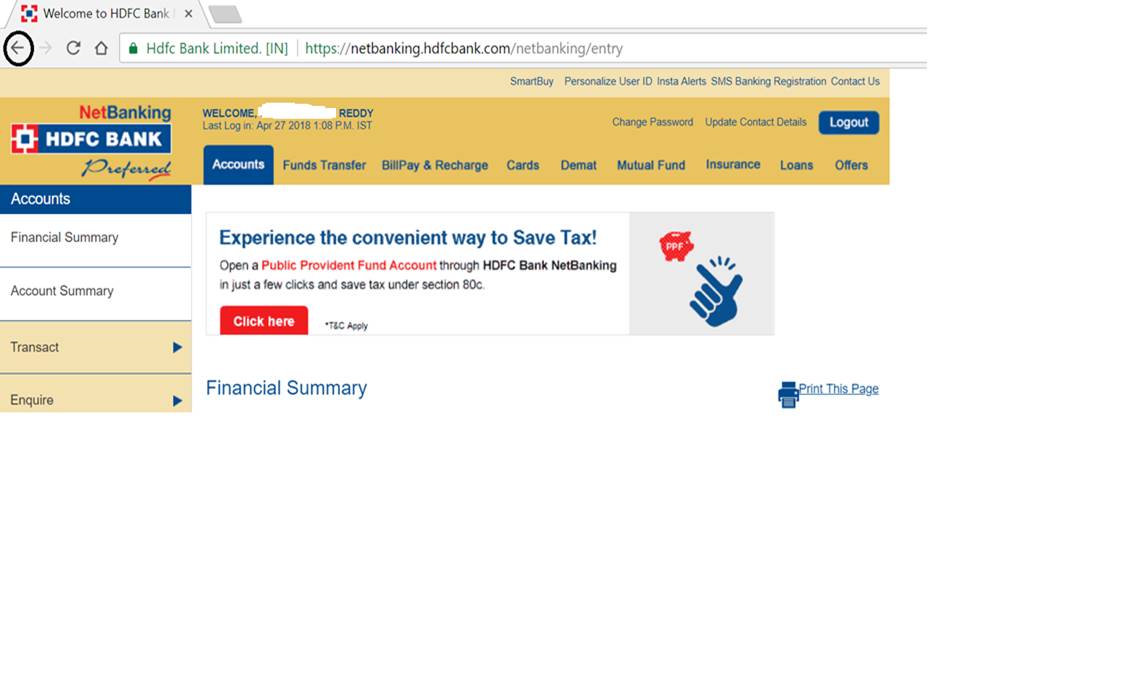 Welcome to HDFC Bank
Hdfc Bank Limited. [IN] https://netbanking.hdfcbank.com/netbanking/entry
SmartBuy Personalize User ID Insta Alerts SMS Banking Registration Contact Us
NetBanking
HDFC BANK
Preferred
WELCOME, REDDY
Last Log in: Apr 27 2018 1:08 P.M. IST
Change Password Update Contact Details Logout
Accounts Funds Transfer BillPay & Recharge Cards Demat Mutual Fund Insurance Loans Offers
Accounts
Financial Summary
Account Summary
Transact
Enquire
Experience the convenient way to Save Tax!
Open a Public Provident Fund Account through HDFC Bank NetBanking
in just a few clicks and save tax under section 80c.
Click here *T&C Apply
PPF
Financial Summary
Print This Page